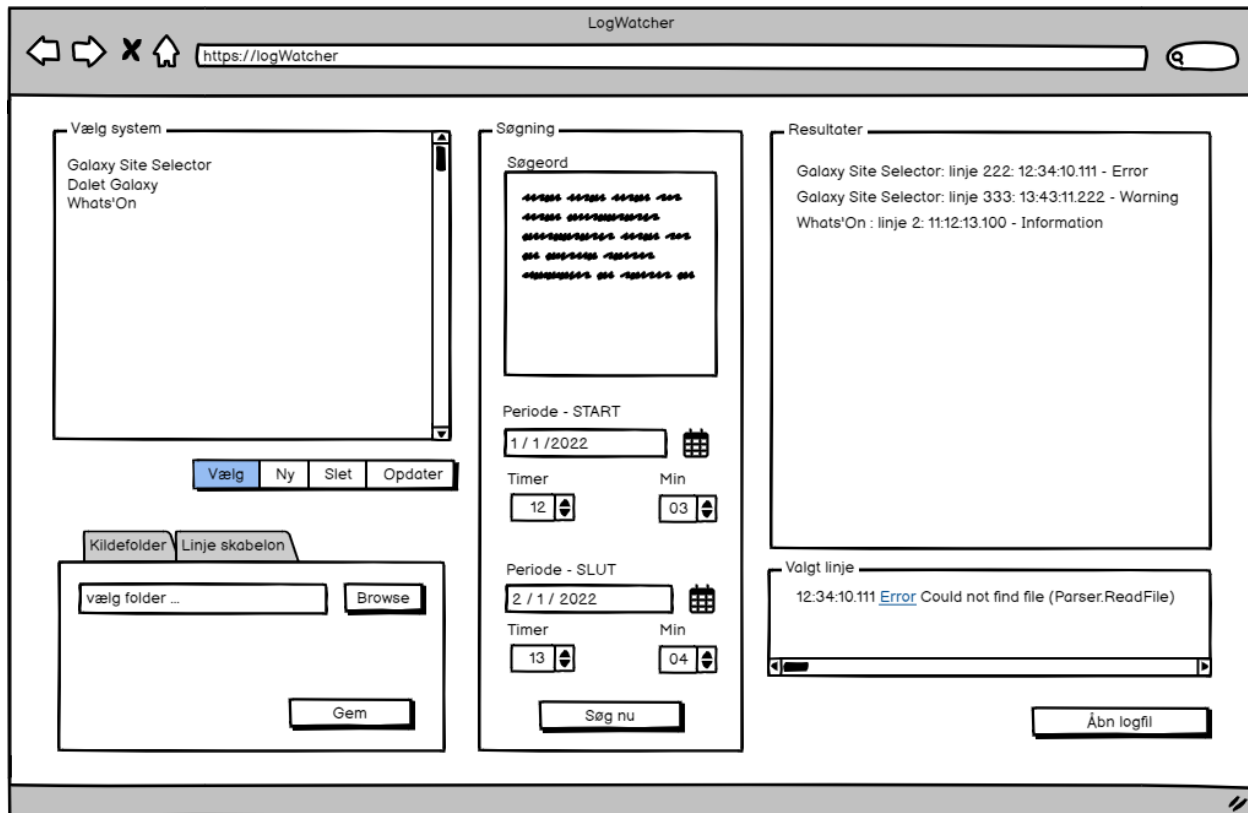 LogWatcher
https://logWatcher
Vælg system
Galaxy Site Selector
Dalet Galaxy
Whats'On
Vælg Ny Slet Opdater
Kildefolder Linje skabelon
vælg folder ... Browse
Gem
Søgning
Søgeord
Periode - START
1 / 1 /2022
Timer Min
12 03
Periode - SLUT
2 / 1 / 2022
Timer Min
13 04
Søg nu
Resultater
Galaxy Site Selector: linje 222: 12:34:10.111 - Error
Galaxy Site Selector: linje 333: 13:43:11.222 - Warning
Whats'On : linje 2: 11:12:13.100 - Information
Valgt linje
12:34:10.111 Error Could not find file (Parser.ReadFile)
Åbn logfil